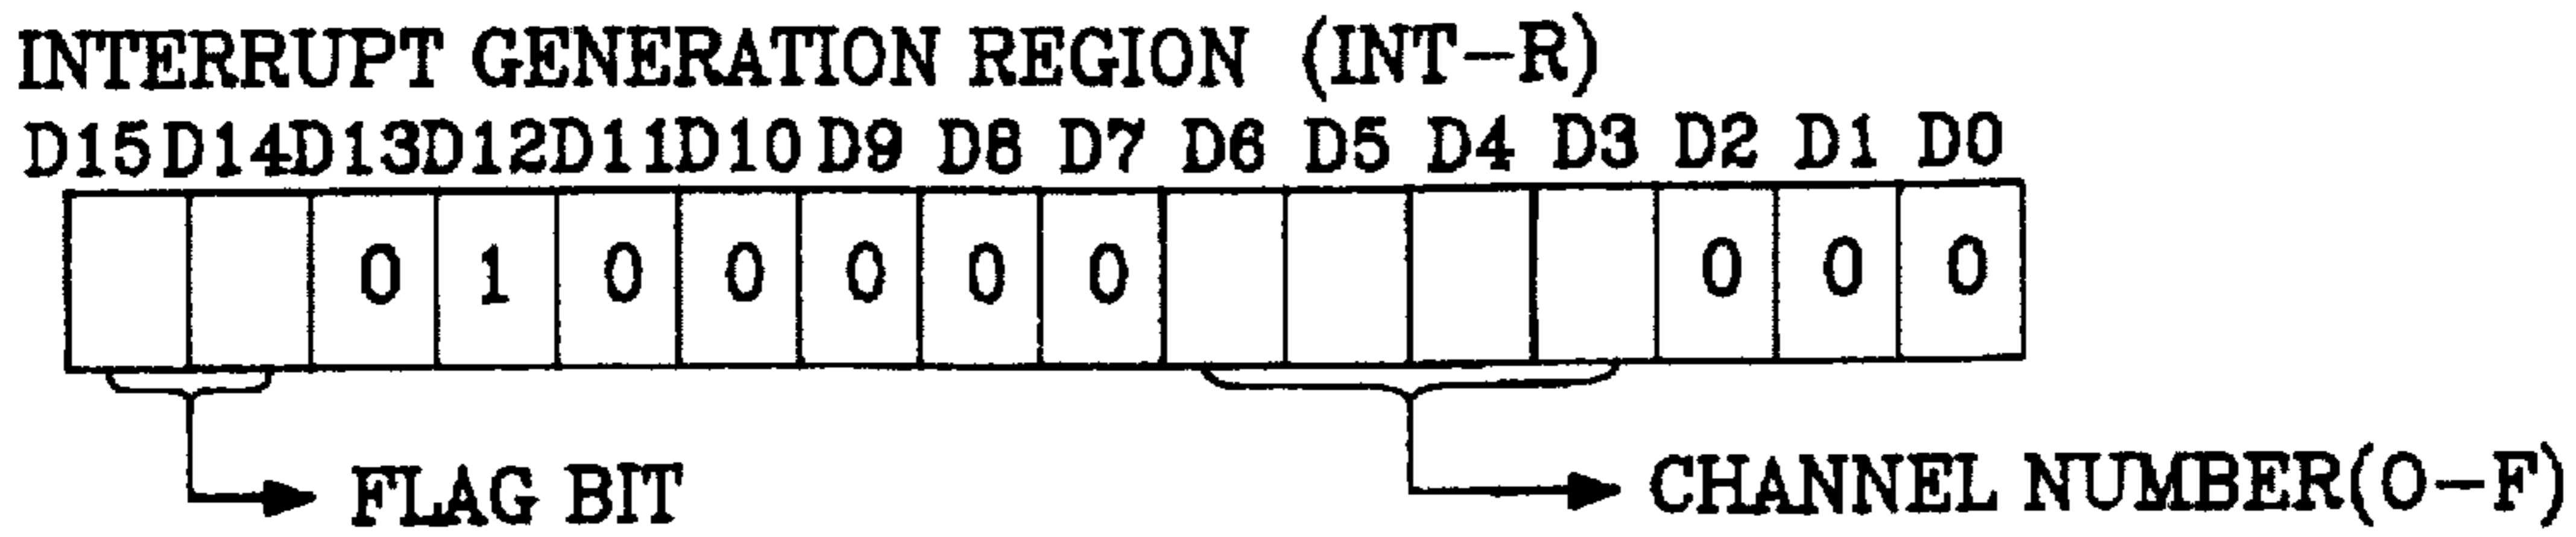 INTERRUPT GENERATION REGION (INT-R)
D15 D14 D13 D12 D11 D10 D9 D8 D7 D6 D5 D4 D3 D2 D1 D0
0 1 0 0 0 0 0 0 0 0
FLAG BIT
CHANNEL NUMBER(0-F)